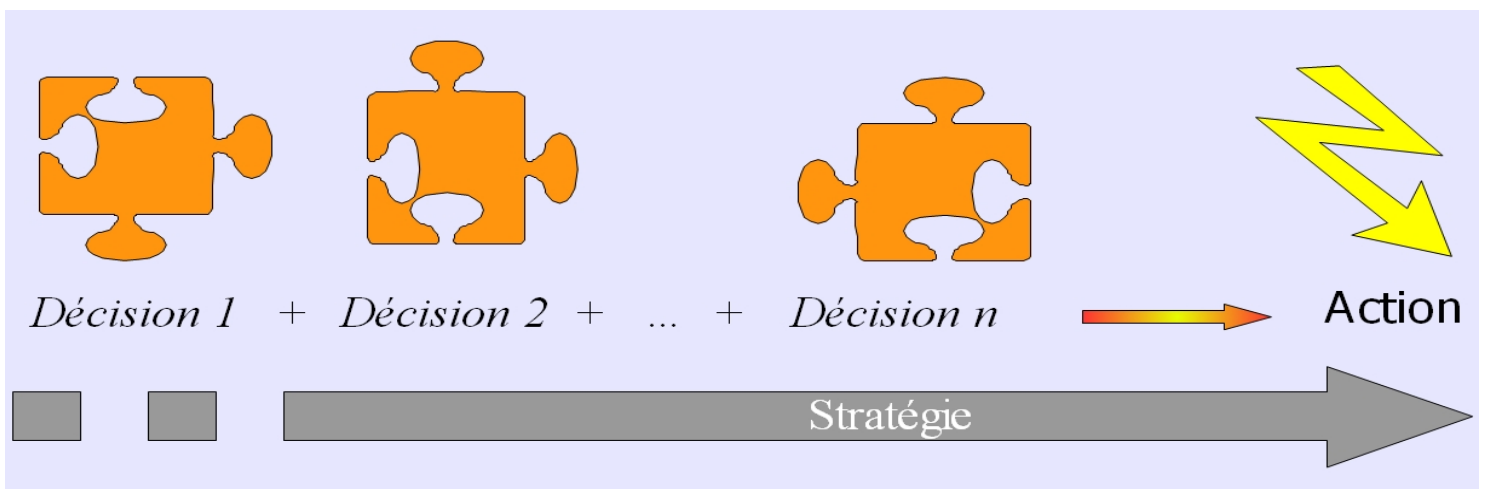 Décision 1 + Décision 2 + ... + Décision n Action
Stratégie